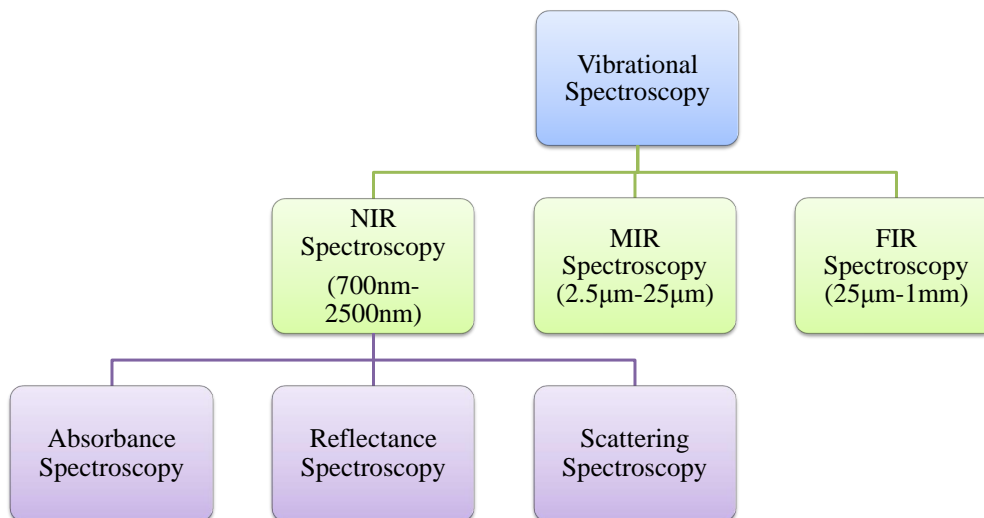 Vibrational
Spectroscopy
NIR
Spectroscopy
(700nm-
2500nm)
MIR
Spectroscopy
(2.5μm-25μm)
FIR
Spectroscopy
(25μm-1mm)
Absorbance
Spectroscopy
Reflectance
Spectroscopy
Scattering
Spectroscopy